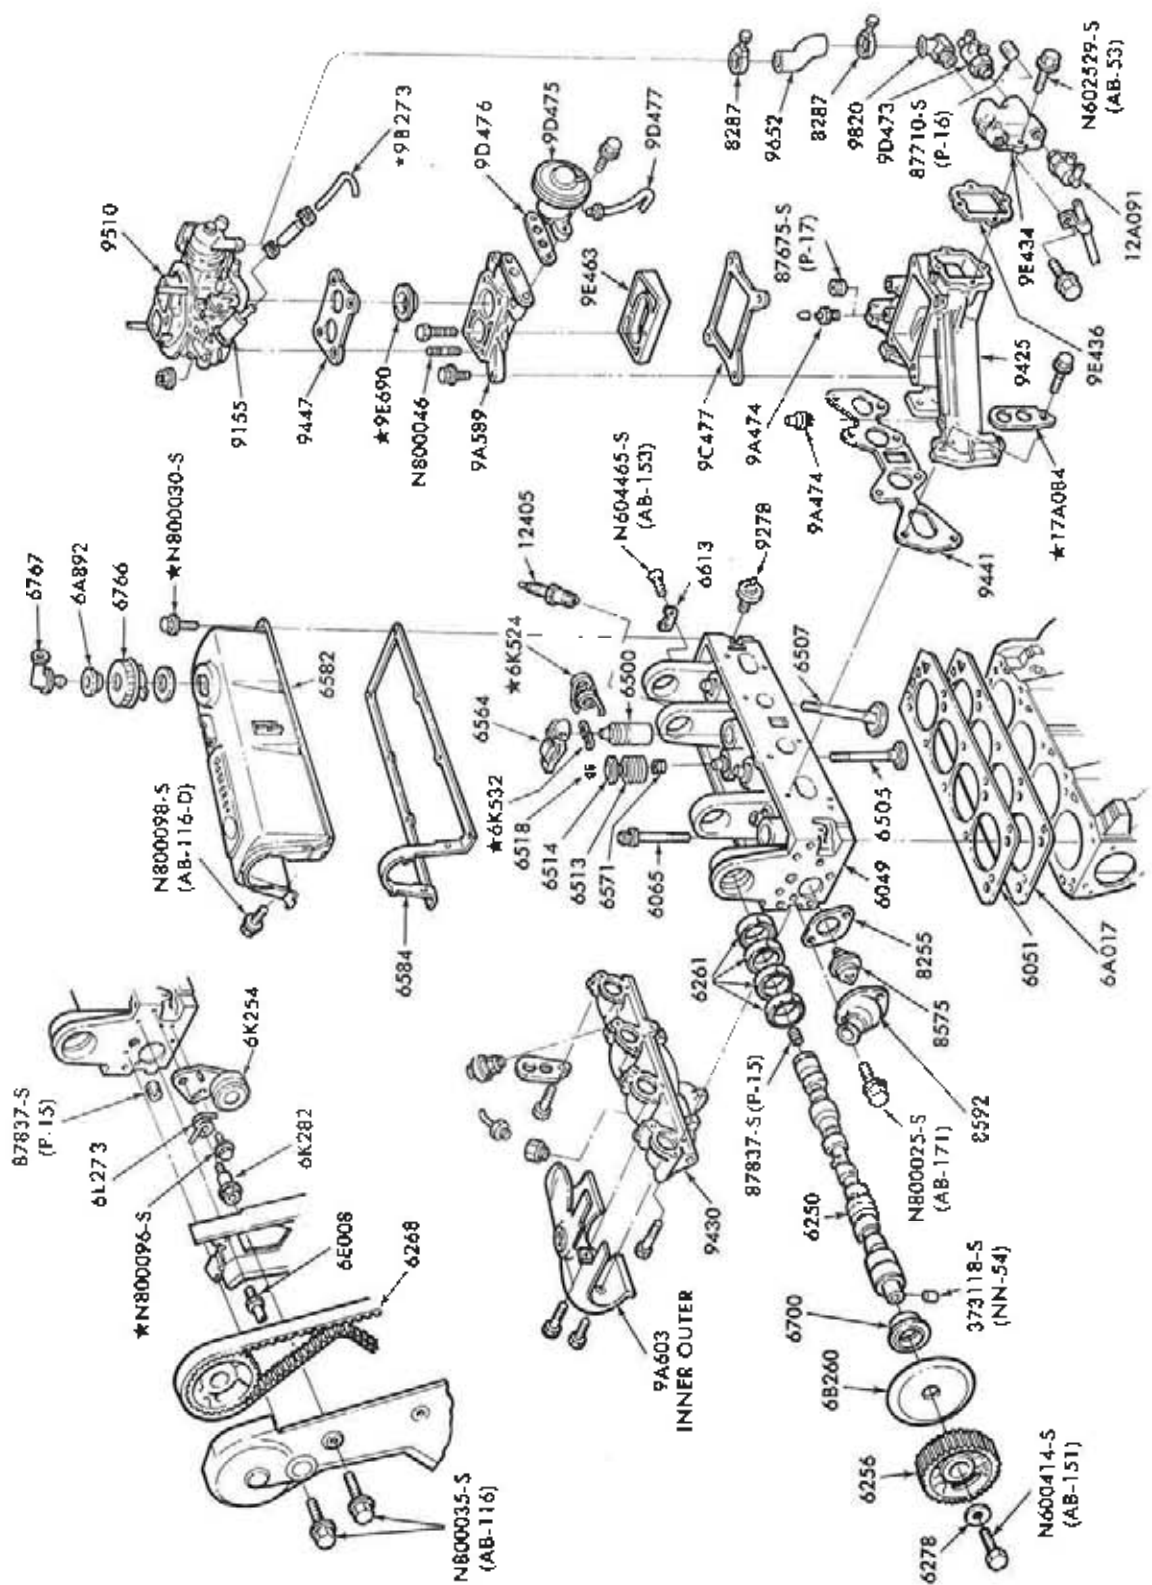 N800035-S
(AB-116)
87837-S
(P-15)
★N800096-S
6K282
6K254
6E008
6268
N800098-S
(AB-116-D)
6767
6A892
6766
★N800030-S
6582
6584
9510
9155
*9B273
9447
★9E690
N800046
9A589
9D476
9D475
9D477
9E463
9C477
8287
9652
8287
9820
9D473
87710-S
(P-16)
N602529-S
(AB-53)
9E434
12A091
9E436
9425
87675-S
(P-17)
9A474
9A474
★17A084
9441
N604465-S
(AB-153)
12405
6613
9278
★6K524
6564
6500
★6K532
6518
6514
6513
6571
6065
6507
6505
6049
6051
6A017
8255
8575
8592
N800025-S
(AB-171)
6261
87837-S(P-15)
9430
9A603
INNER OUTER
6250
373118-S
(NN-54)
6700
6B260
6256
6278
N600414-S
(AB-151)